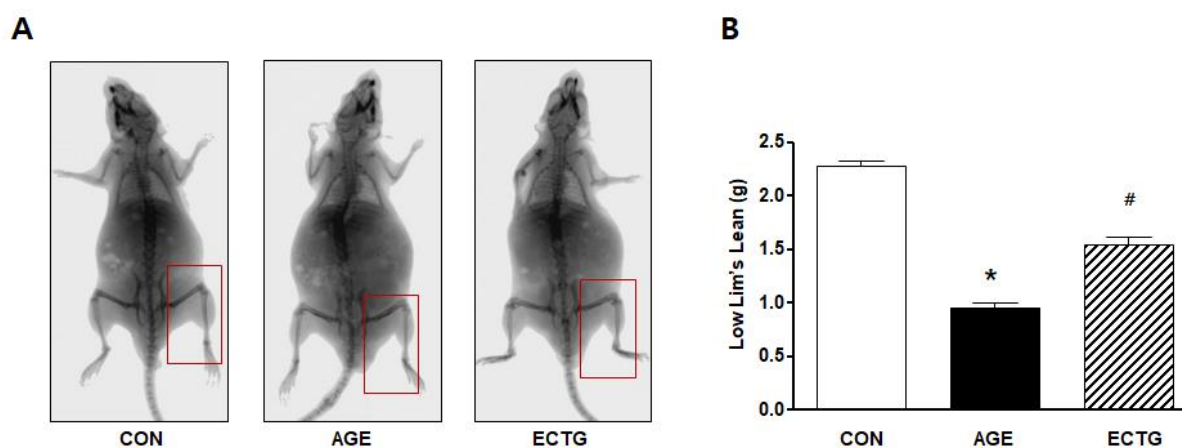 A
B
CON
AGE
ECTG
Low Lim's Lean (g)
2.5
2.0
1.5
1.0
0.5
0.0
*
#
CON
AGE
ECTG